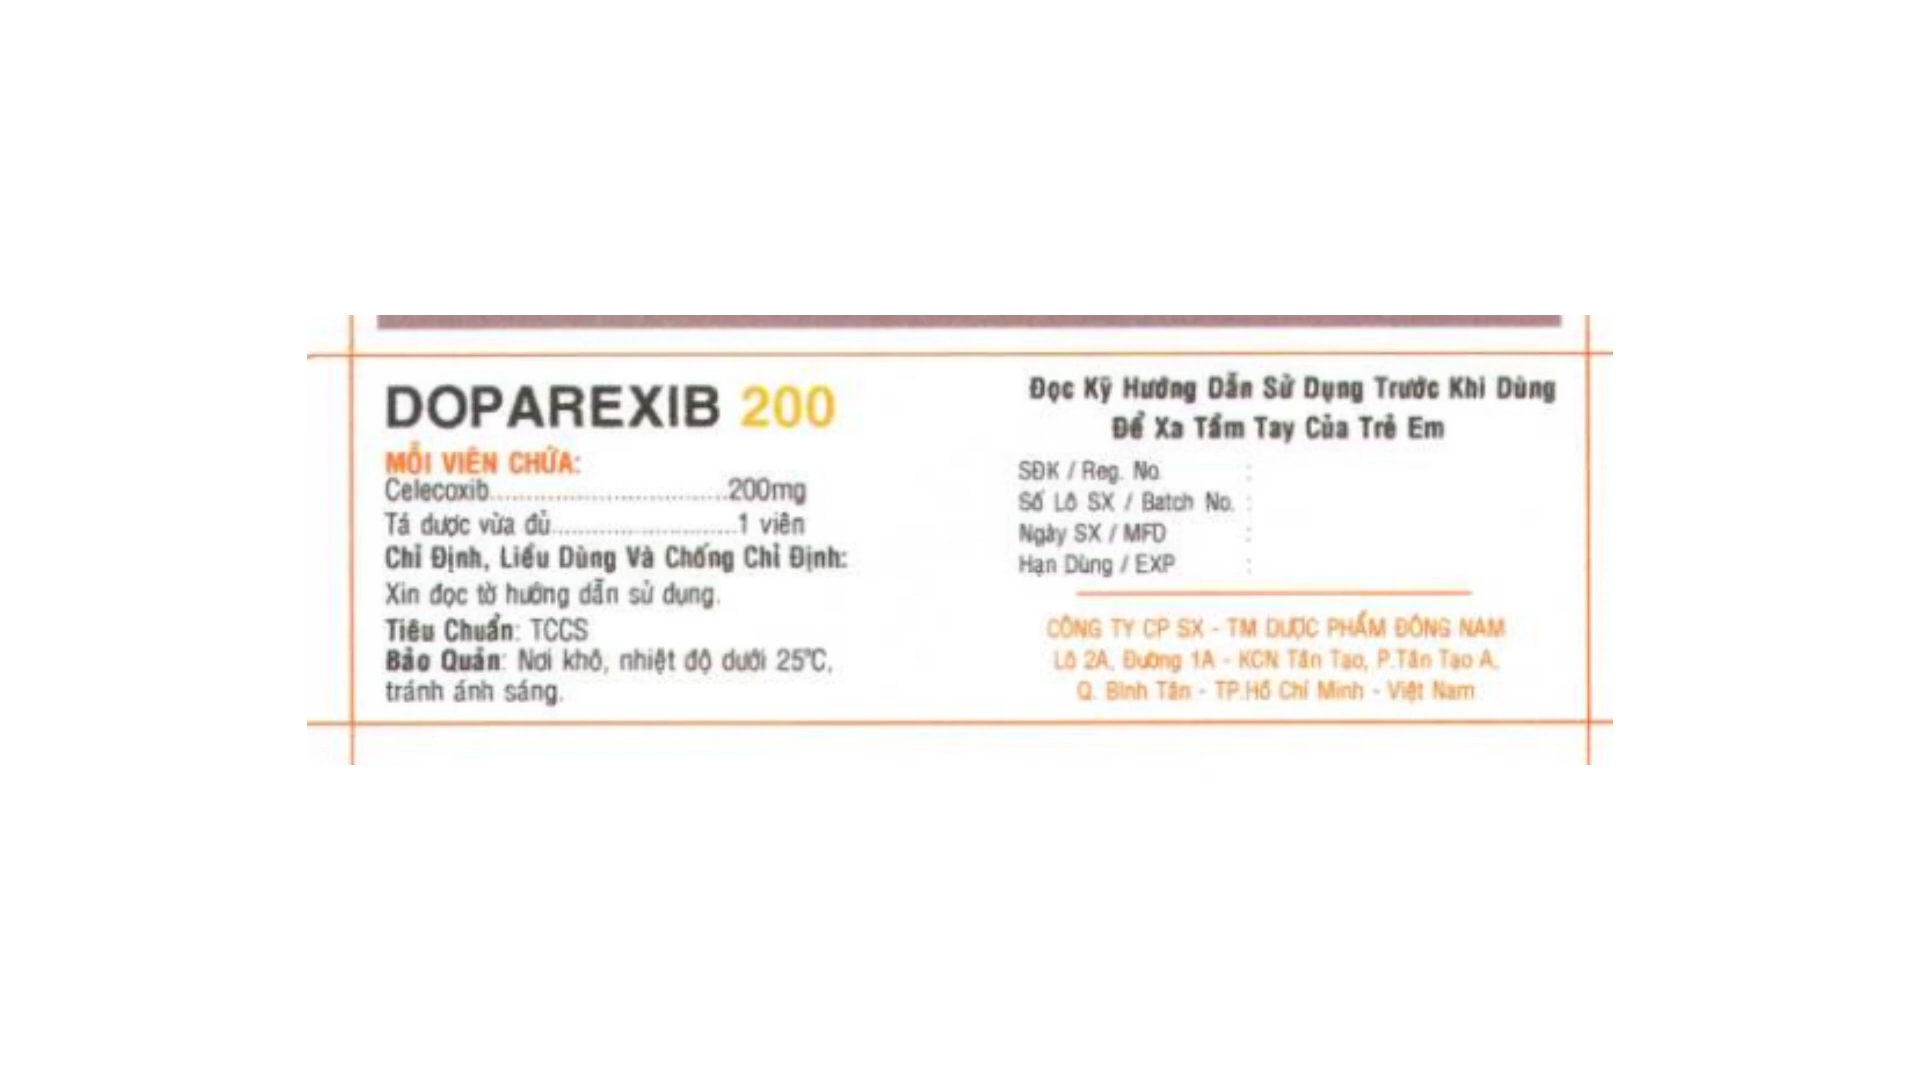 DOPAREXIB 200
MỖI VIÊN CHỨA:
Celecoxib..................................200mg
Tá dược vừa đủ..........................1 viên
Chỉ Định, Liều Dùng Và Chống Chỉ Định:
Xin đọc tờ hướng dẫn sử dụng.
Tiêu Chuẩn: TCCS
Bảo Quản: Nơi khô, nhiệt độ dưới 25°C,
tránh ánh sáng.
Đọc Kỹ Hướng Dẫn Sử Dụng Trước Khi Dùng
Để Xa Tầm Tay Của Trẻ Em
SĐK / Reg. No. :
Số Lô SX / Batch No. :
Ngày SX / MFD :
Hạn Dùng / EXP :
CÔNG TY CP SX - TM DƯỢC PHẨM ĐÔNG NAM
Lô 2A, Đường 1A - KCN Tân Tạo, P.Tân Tạo A,
Q. Bình Tân - TP.Hồ Chí Minh - Việt Nam